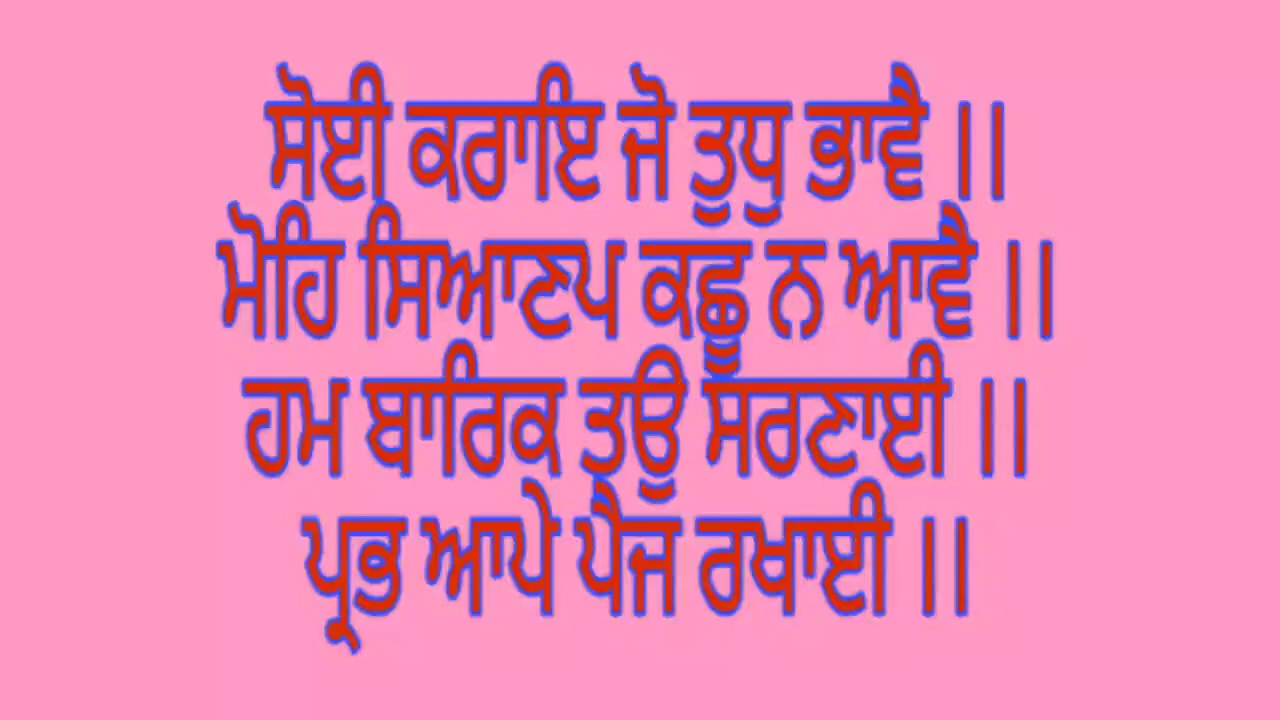 ਸੋਈ ਕਰਾਇ ਜੋ ਤੁਧੁ ਭਾਵੈ ।।
ਮੋਹਿ ਸਿਆਣਪ ਕਛੂ ਨ ਆਵੈ ।।
ਹਮ ਬਾਰਿਕ ਤਉ ਸਰਣਾਈ ।।
ਪ੍ਰਭ ਆਪੇ ਪੈਜ ਰਖਾਈ ।।